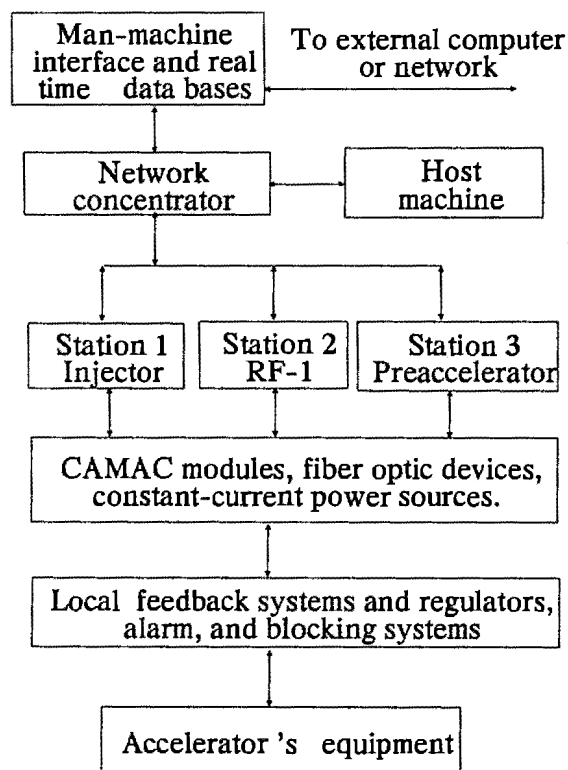 Man-machine
interface and real
time data bases
To external computer
or network
Network
concentrator
Host
machine
Station 1
Injector
Station 2
RF-1
Station 3
Preaccelerator
CAMAC modules, fiber optic devices,
constant-current power sources.
Local feedback systems and regulators,
alarm, and blocking systems
Accelerator's equipment